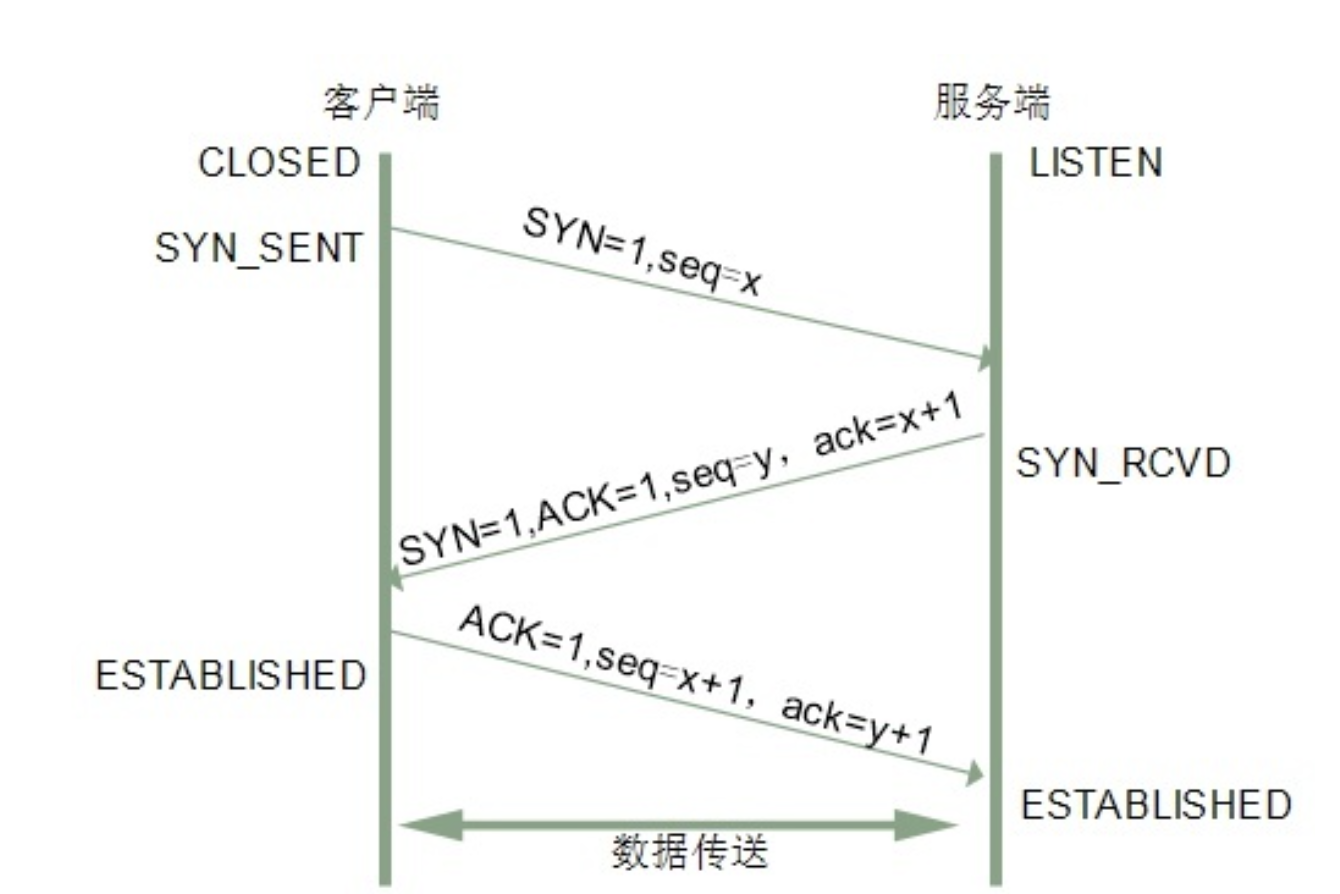 客户端
服务端
CLOSED
LISTEN
SYN_SENT
SYN=1,seq=x
SYN=1,ACK=1,seq=y，ack=x+1
SYN_RCVD
ACK=1,seq=x+1，ack=y+1
ESTABLISHED
ESTABLISHED
数据传送